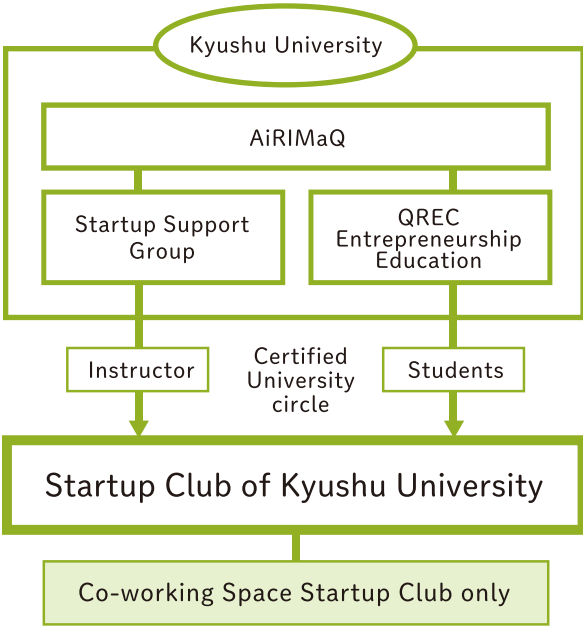 Kyushu University
AiRIMaQ
Startup Support
Group
QREC
Entrepreneurship
Education
Instructor
Certified
University
circle
Students
Startup Club of Kyushu University
Co-working Space Startup Club only